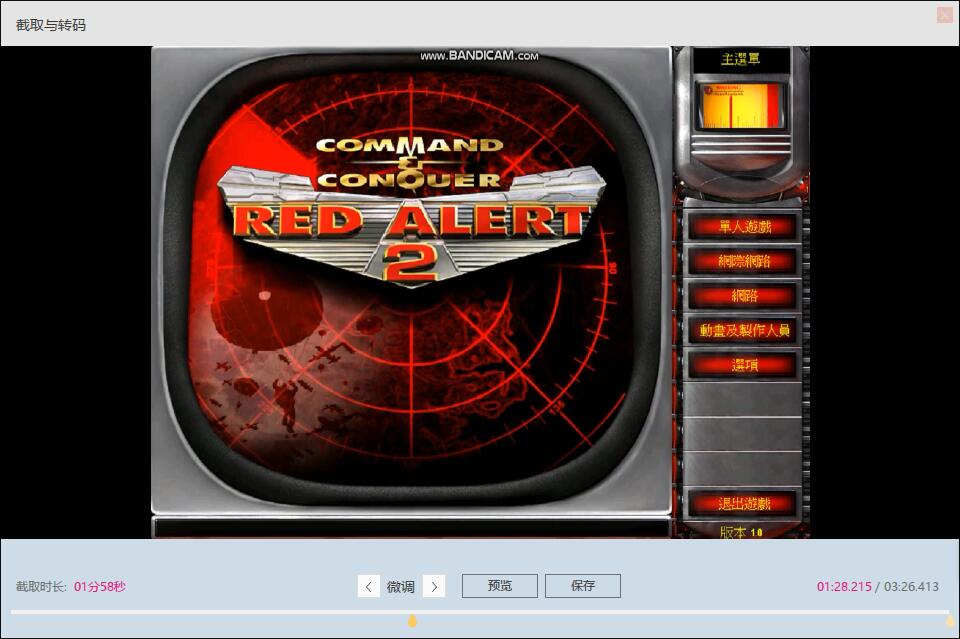 截取与转码
www.BANDICAM.com
主選單
COMMAND
&
CONQUER
RED ALERT
2
單人遊戲
網際網路
網路
動畫及製作人員
選項
退出遊戲
版本 1.0
截取时长: 01分58秒
微调
预览
保存
01:28.215 / 03:26.413